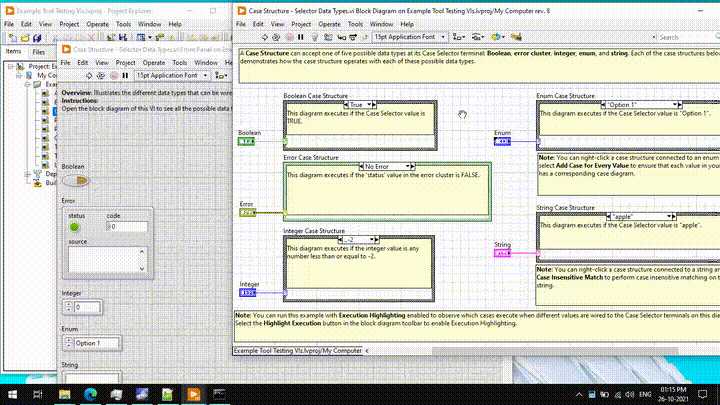 Example Tool Testing VIs.lvproj - Project Explorer
File Edit View Project Operate Tools Window
Items Files
Project: Exa
My Com
Exam
Dep
Buil
Case Structure - Selector Data Types.vi Front Panel on Ex
File Edit View Project Operate Tools
15pt Application Font
Overview: Illustrates the different data types that can be wire
Instructions:
Open the block diagram of this VI to see all the possible data t
Boolean
Error
status code
0
source
Integer
0
Enum
Option 1
String
Case Structure - Selector Data Types.vi Block Diagram on Example Tool Testing VIs.lvproj/My Computer rev. 8
File Edit View Project Operate Tools Window Help
15pt Application Font
Search
A Case Structure can accept one of five possible data types at its Case Selector terminal: Boolean, error cluster, integer, enum, and string. Each of the case structures below
demonstrates how the case structure operates with each of these possible data types.
Boolean Case Structure
True
This diagram executes if the Case Selector value is
TRUE.
Boolean
Error Case Structure
No Error
This diagram executes if the 'status' value in the error cluster is FALSE.
Error
Integer Case Structure
..-2
This diagram executes if the integer value is any
number less than or equal to -2.
Integer
Enum Case Structure
"Option 1"
This diagram executes if the Case Selector value is "Option 1".
Enum
Note: You can right-click a case structure connected to an enum
select Add Case for Every Value to ensure that each value in your
has a corresponding case diagram.
String Case Structure
"apple"
This diagram executes if the Case Selector value is "apple".
String
Note: You can right-click a case structure connected to a string an
Case Insensitive Match to perform case insensitive matching on t
string.
Note: You can run this example with Execution Highlighting enabled to observe which cases execute when different values are wired to the Case Selector terminals on this dia
Select the Highlight Execution button in the block diagram toolbar to enable Execution Highlighting.
Example Tool Testing VIs.lvproj/My Computer
ENG
01:15 PM
26-10-2021